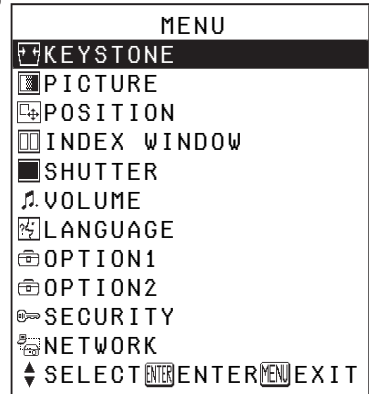 MENU
KEYSTONE
PICTURE
POSITION
INDEX WINDOW
SHUTTER
VOLUME
LANGUAGE
OPTION1
OPTION2
SECURITY
NETWORK
SELECT ENTER ENTER MENU EXIT